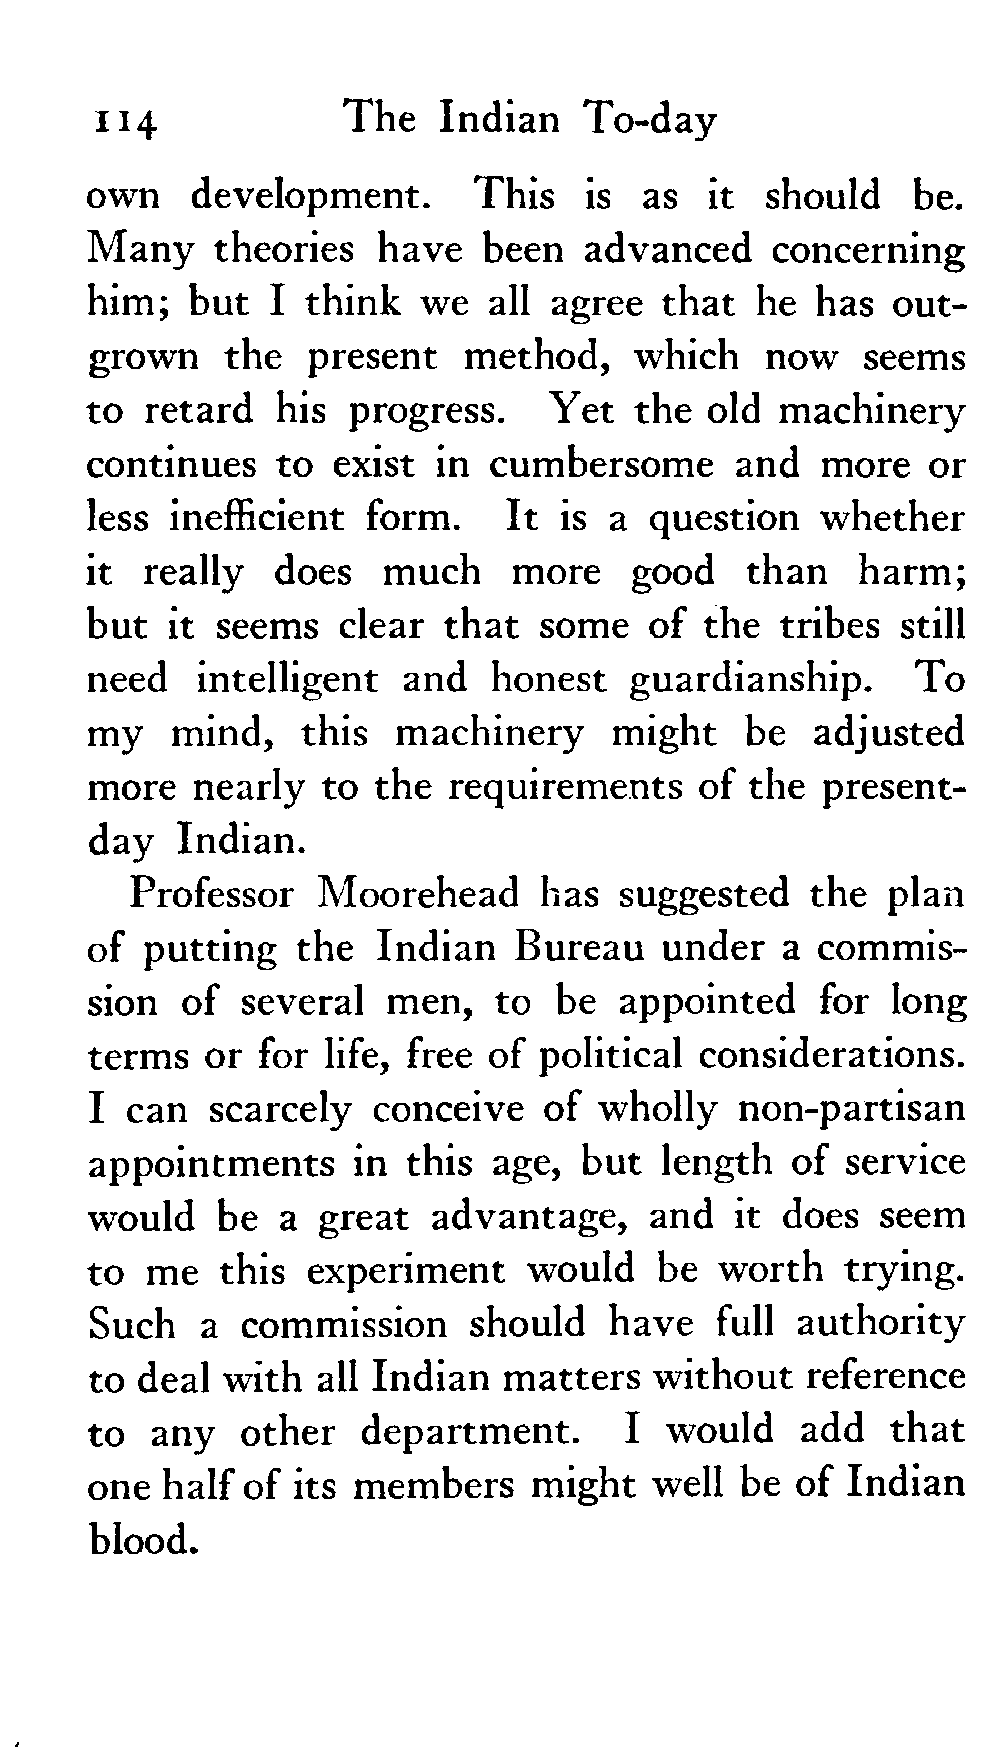 114 The Indian To-day
own development. This is as it should be.
Many theories have been advanced concerning
him; but I think we all agree that he has out-
grown the present method, which now seems
to retard his progress. Yet the old machinery
continues to exist in cumbersome and more or
less inefficient form. It is a question whether
it really does much more good than harm;
but it seems clear that some of the tribes still
need intelligent and honest guardianship. To
my mind, this machinery might be adjusted
more nearly to the requirements of the present-
day Indian.
Professor Moorehead has suggested the plan
of putting the Indian Bureau under a commis-
sion of several men, to be appointed for long
terms or for life, free of political considerations.
I can scarcely conceive of wholly non-partisan
appointments in this age, but length of service
would be a great advantage, and it does seem
to me this experiment would be worth trying.
Such a commission should have full authority
to deal with all Indian matters without reference
to any other department. I would add that
one half of its members might well be of Indian
blood.